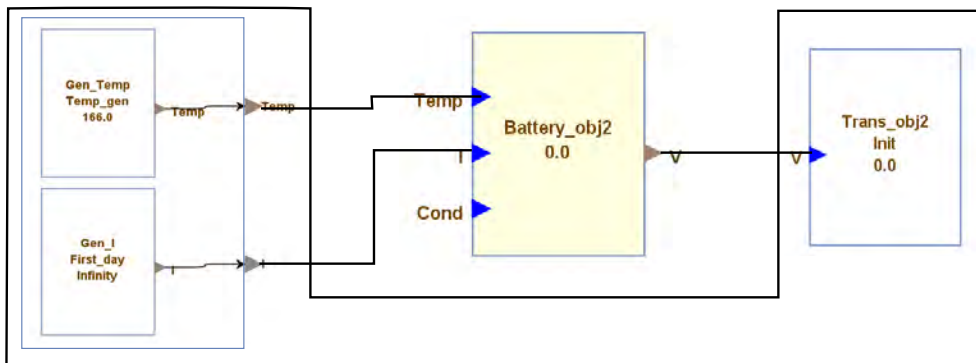 Gen_Temp
Temp_gen
166.0
Temp
Temp
Gen_I
First_day
Infinity
I
I
Temp
I
Cond
Battery_obj2
0.0
V
V
Trans_obj2
Init
0.0